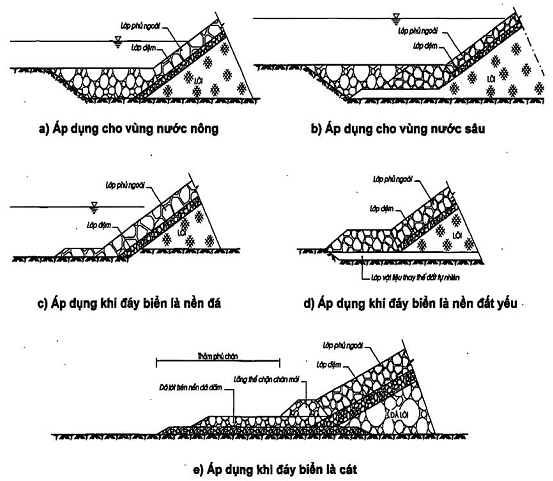 Lớp phủ ngoài
Lớp đệm
LÕI
a) Áp dụng cho vùng nước nông
Lớp phủ ngoài
Lớp đệm
LÕI
b) Áp dụng cho vùng nước sâu
Lớp phủ ngoài
Lớp đệm
LÕI
c) Áp dụng khi đáy biển là nền đá
Lớp phủ ngoài
Lớp đệm
LÕI
Lớp vật liệu thay thế đất tự nhiên
d) Áp dụng khi đáy biển là nền đất yếu
Thảm phủ chân
Lớp phủ ngoài
Lớp đệm
Lăng thể chặn chân mái
Đá lõi trên nền đá dăm
ĐÁ LÕI
e) Áp dụng khi đáy biển là cát